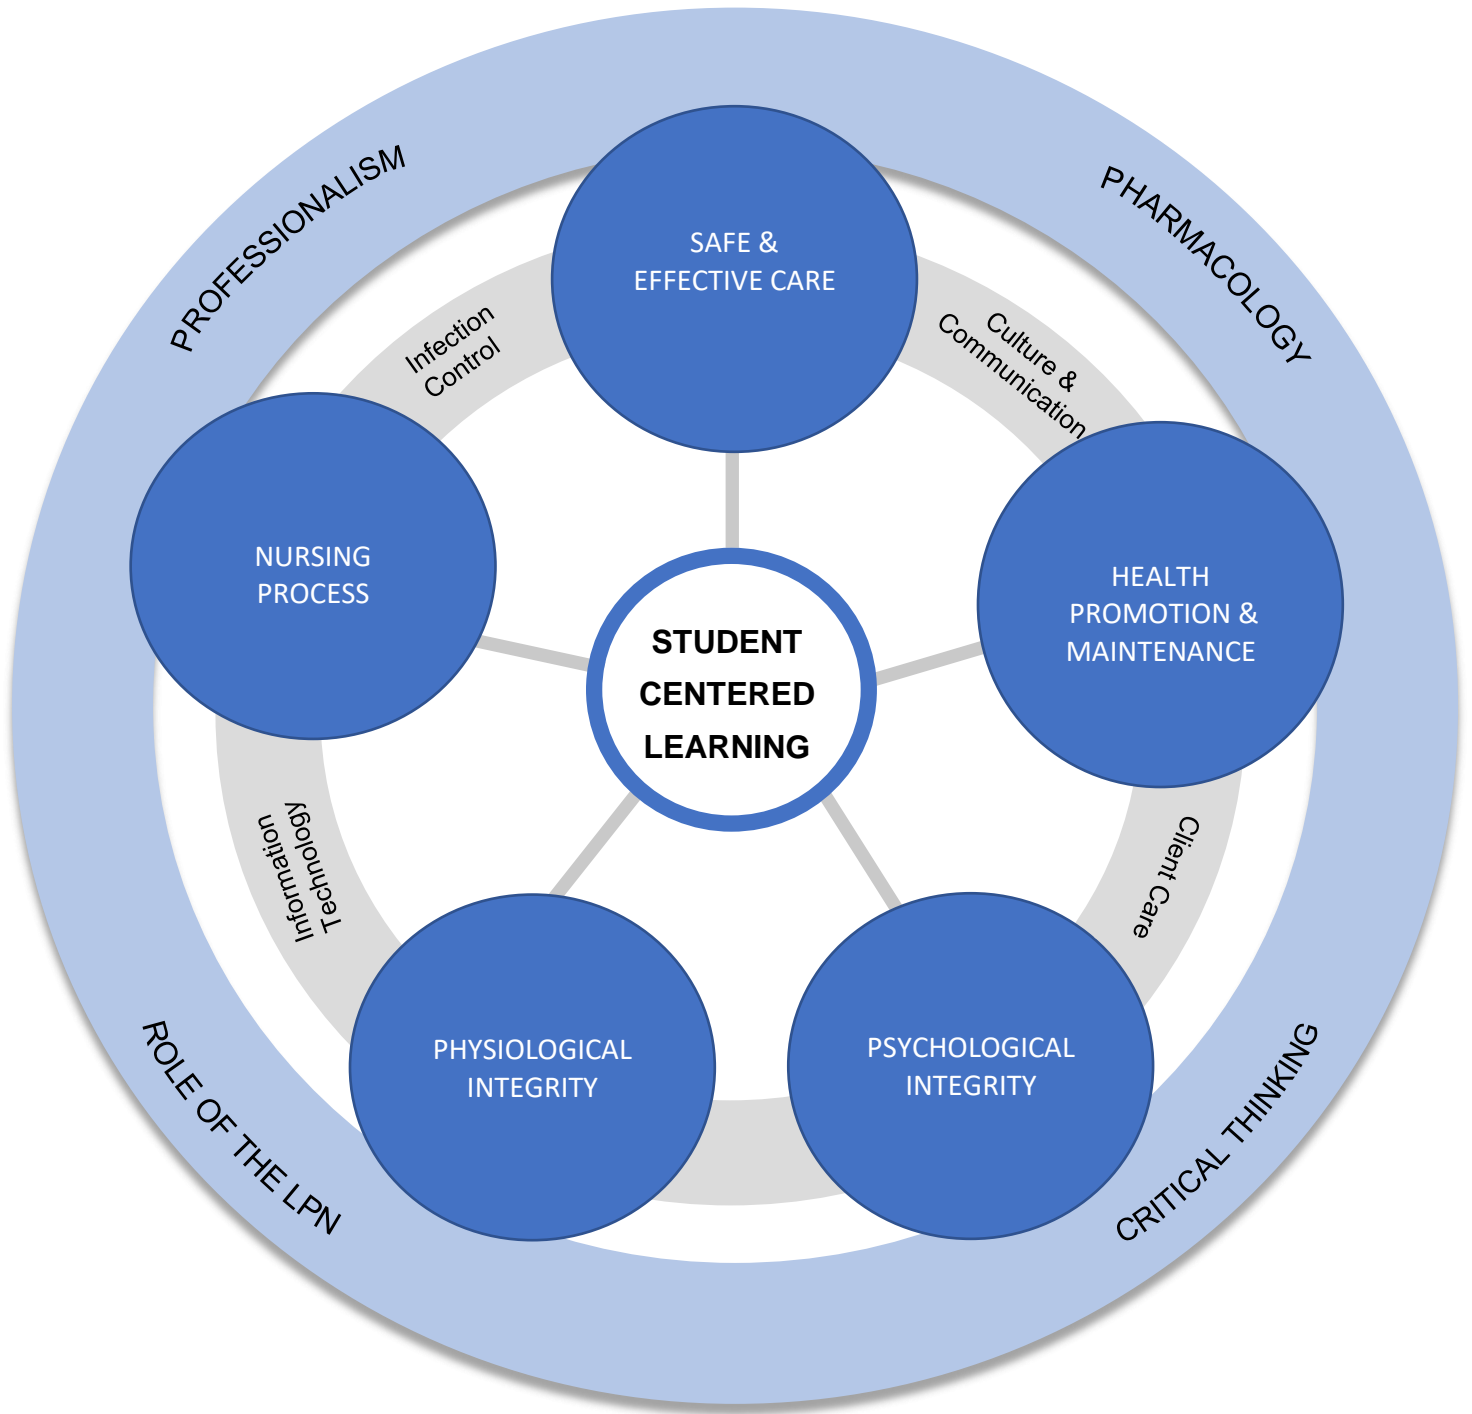 PROFESSIONALISM
PHARMACOLOGY
SAFE &
EFFECTIVE CARE
Infection
Control
Culture &
Communication
NURSING
PROCESS
HEALTH
PROMOTION &
MAINTENANCE
STUDENT
CENTERED
LEARNING
Information
Technology
Client Care
PHYSIOLOGICAL
INTEGRITY
PSYCHOLOGICAL
INTEGRITY
ROLE OF THE LPN
CRITICAL THINKING